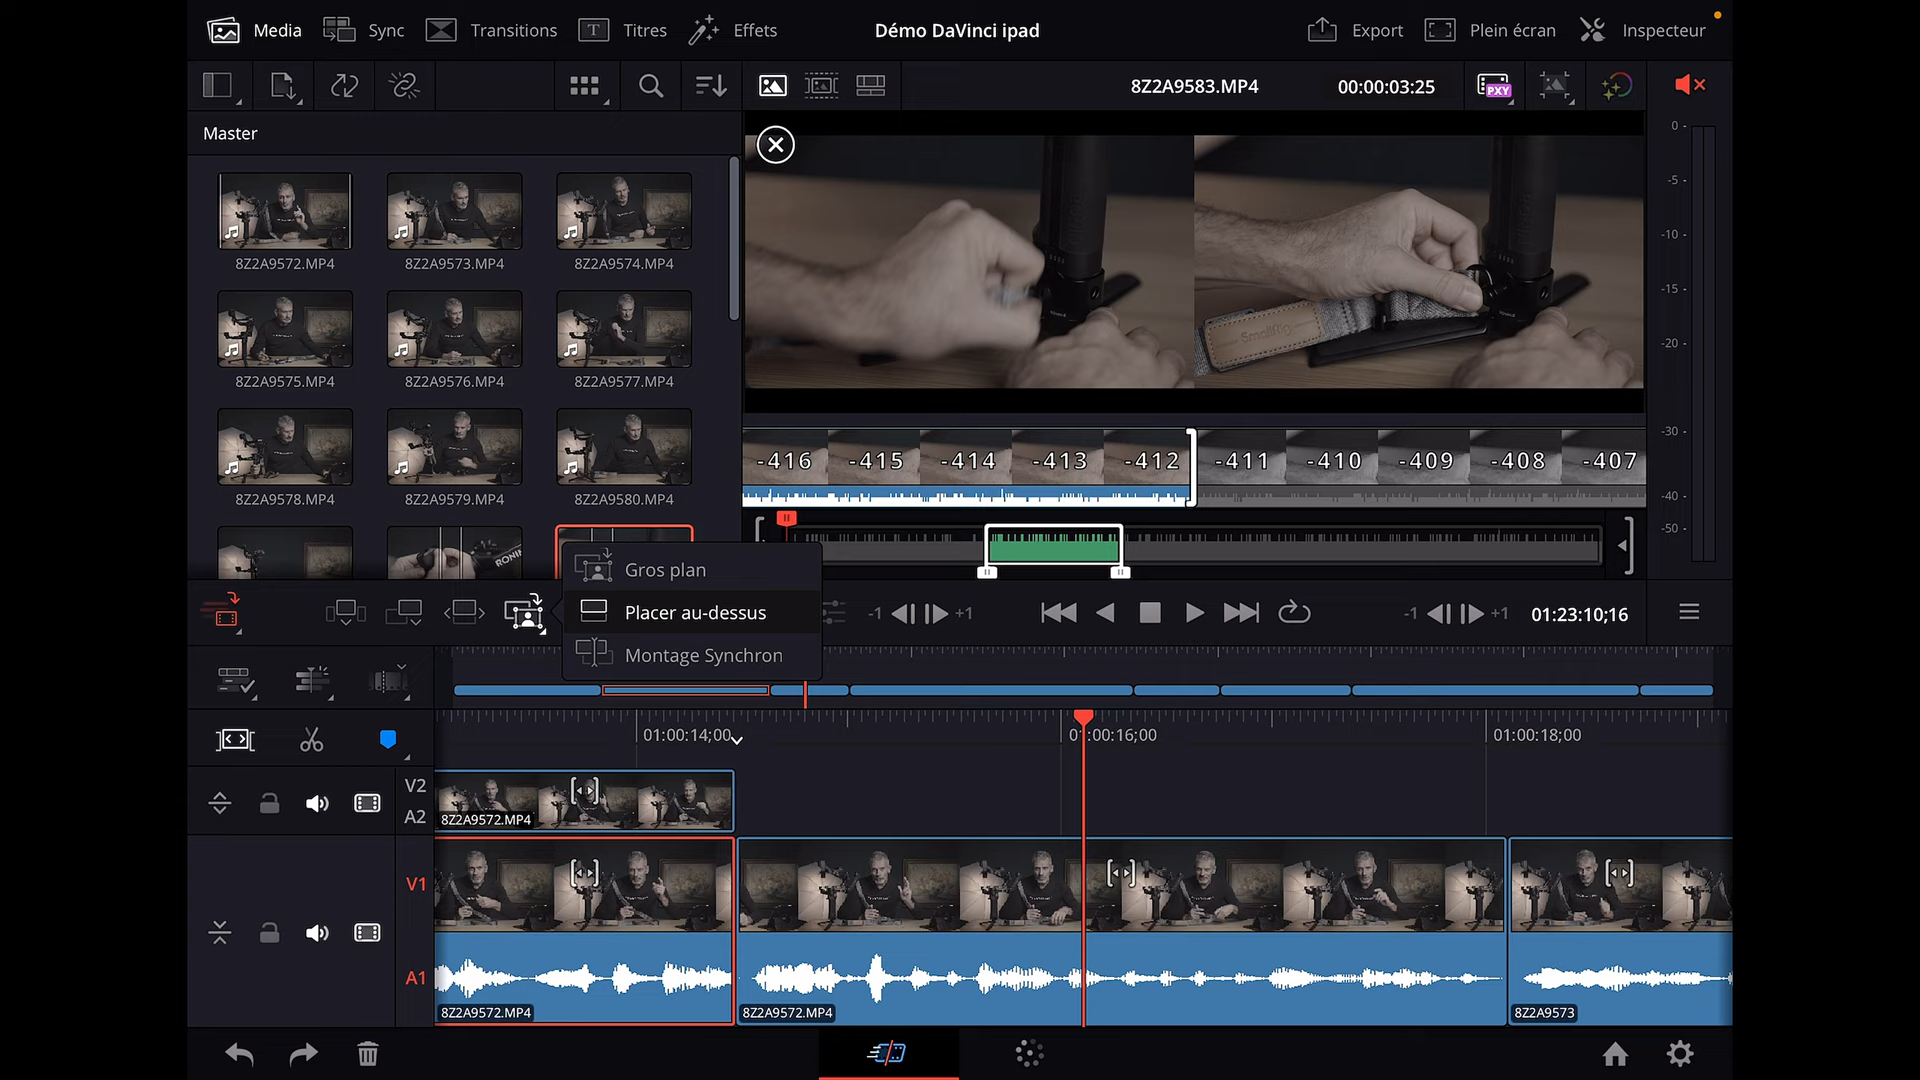 Media
Sync
Transitions
Titres
Effets
Démo DaVinci ipad
Export
Plein écran
Inspecteur
8Z2A9583.MP4
00:00:03:25
PXY
Master
8Z2A9572.MP4
8Z2A9573.MP4
8Z2A9574.MP4
8Z2A9575.MP4
8Z2A9576.MP4
8Z2A9577.MP4
8Z2A9578.MP4
8Z2A9579.MP4
8Z2A9580.MP4
RONIN
SmallRig
0
-5
-10
-15
-20
-30
-40
-50
-416
-415
-414
-413
-412
-411
-410
-409
-408
-407
Gros plan
Placer au-dessus
Montage Synchron
-1
+1
-1
+1
01:23:10;16
01:00:14;00
01:00:16;00
01:00:18;00
V2
A2
8Z2A9572.MP4
V1
A1
8Z2A9572.MP4
8Z2A9572.MP4
8Z2A9573